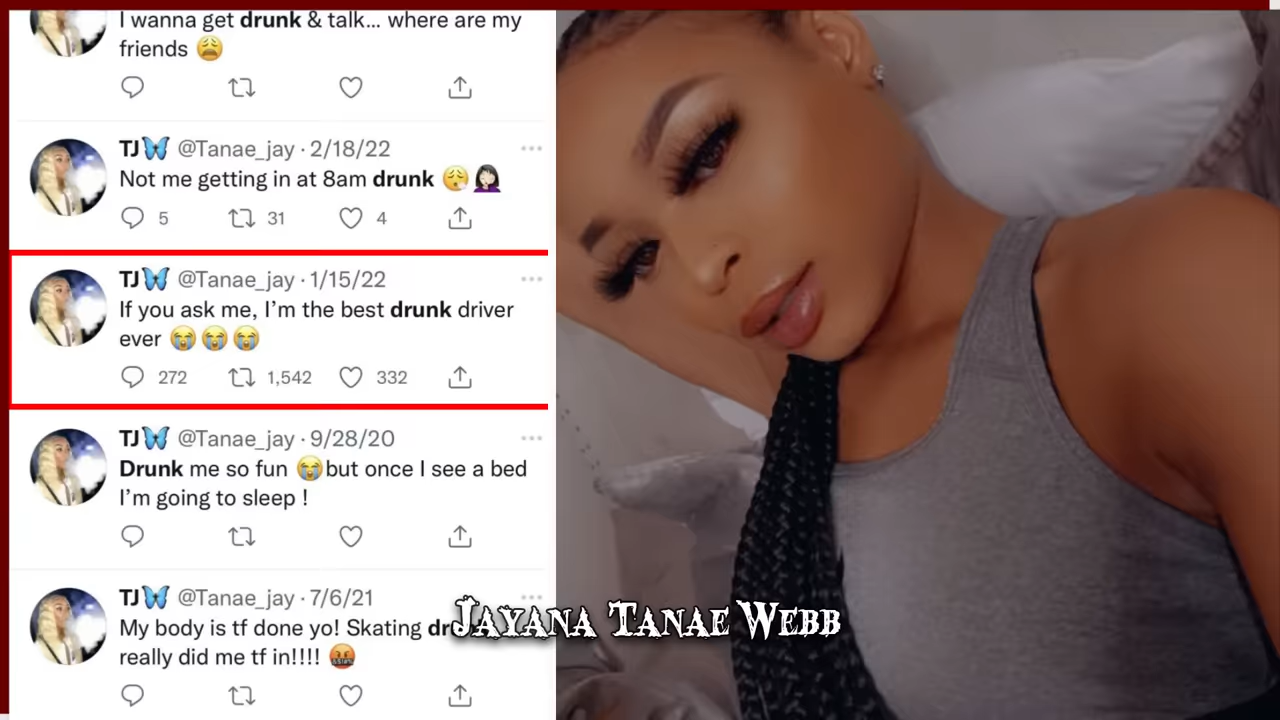 I wanna get drunk & talk... where are my
friends 😩
TJ🦋 @Tanae_jay · 2/18/22
Not me getting in at 8am drunk 😮‍💨🤦🏻‍♀️
5 31 4
TJ🦋 @Tanae_jay · 1/15/22
If you ask me, I’m the best drunk driver
ever 😭😭😭
272 1,542 332
TJ🦋 @Tanae_jay · 9/28/20
Drunk me so fun 😭but once I see a bed
I’m going to sleep !
TJ🦋 @Tanae_jay · 7/6/21
My body is tf done yo! Skating
really did me tf in!!!! 🤬
Jayana Tanae Webb